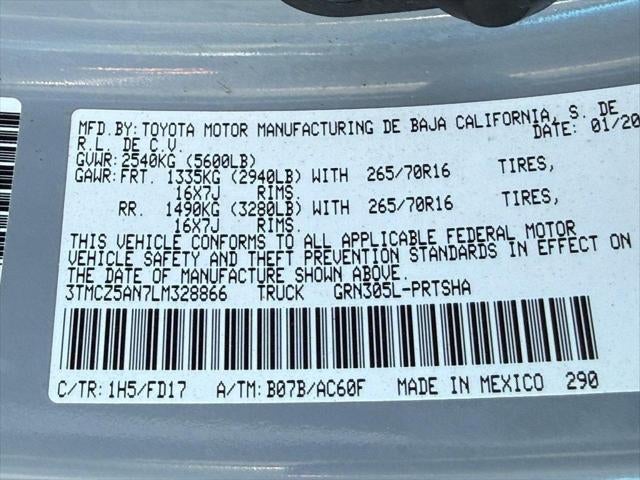 MFD.BY: TOYOTA MOTOR MANUFACTURING DE BAJA CALIFORNIA, S. DE
R.L. DE C.V. DATE: 01/20
GVWR: 2540KG (5600LB)
GAWR: FRT. 1335KG (2940LB) WITH 265/70R16 TIRES,
16X7J RIMS.
RR. 1490KG (3280LB) WITH 265/70R16 TIRES,
16X7J RIMS.
THIS VEHICLE CONFORMS TO ALL APPLICABLE FEDERAL MOTOR
VEHICLE SAFETY AND THEFT PREVENTION STANDARDS IN EFFECT ON
THE DATE OF MANUFACTURE SHOWN ABOVE.
3TMCZ5AN7LM328866 TRUCK GRN305L-PRTSHA
C/TR: 1H5/FD17 A/TM: B07B/AC60F MADE IN MEXICO 290